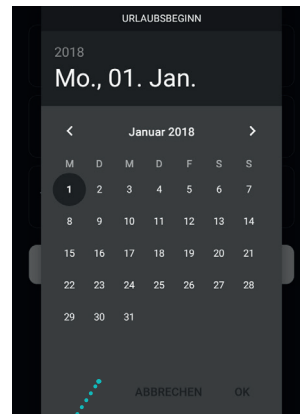 URLAUBSBEGINN
2018
Mo., 01. Jan.
Januar 2018
M D M D F S S
1 2 3 4 5 6 7
8 9 10 11 12 13 14
15 16 17 18 19 20 21
22 23 24 25 26 27 28
29 30 31
ABBRECHEN OK